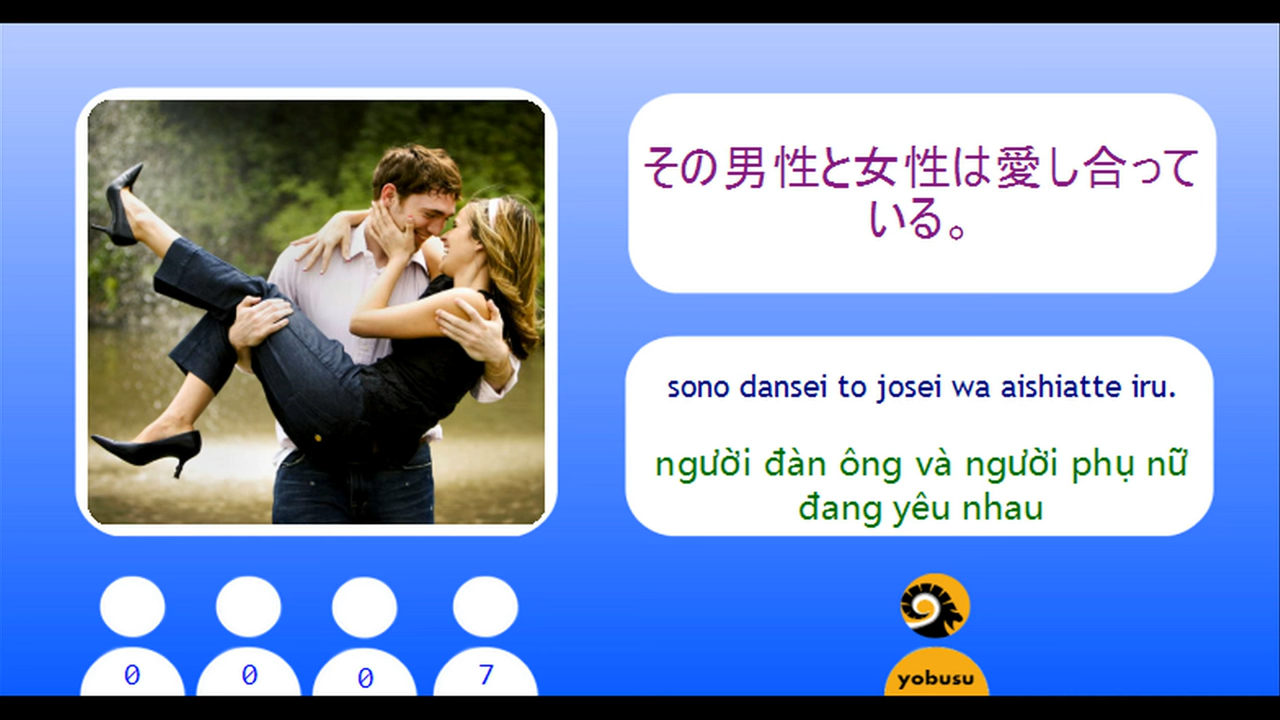 その男性と女性は愛し合って
いる。
sono dansei to josei wa aishiatte iru.
người đàn ông và người phụ nữ
đang yêu nhau
0 0 0 7
yobusu